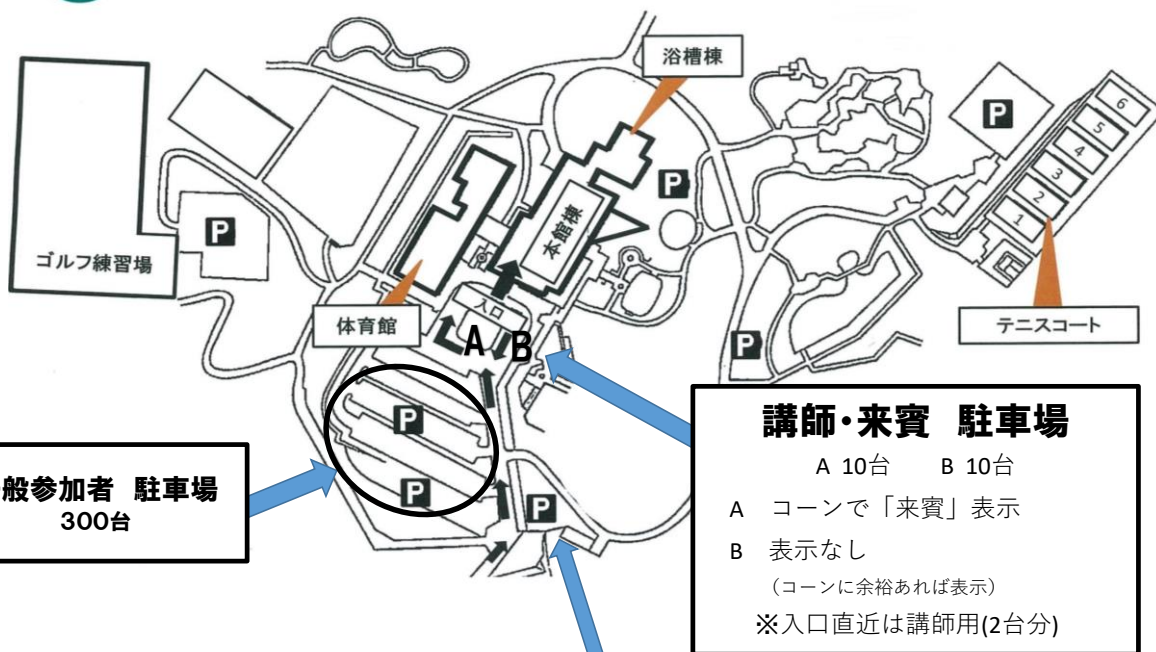 浴槽棟
P
6
5
4
3
2
1
P
本館棟
P
ゴルフ練習場
入口
体育館
A B
テニスコート
P
P
P
P
般参加者 駐車場
300台
講師・来賓 駐車場
A 10台 B 10台
A コーンで「来賓」表示
B 表示なし
（コーンに余裕あれば表示）
※入口直近は講師用(2台分)